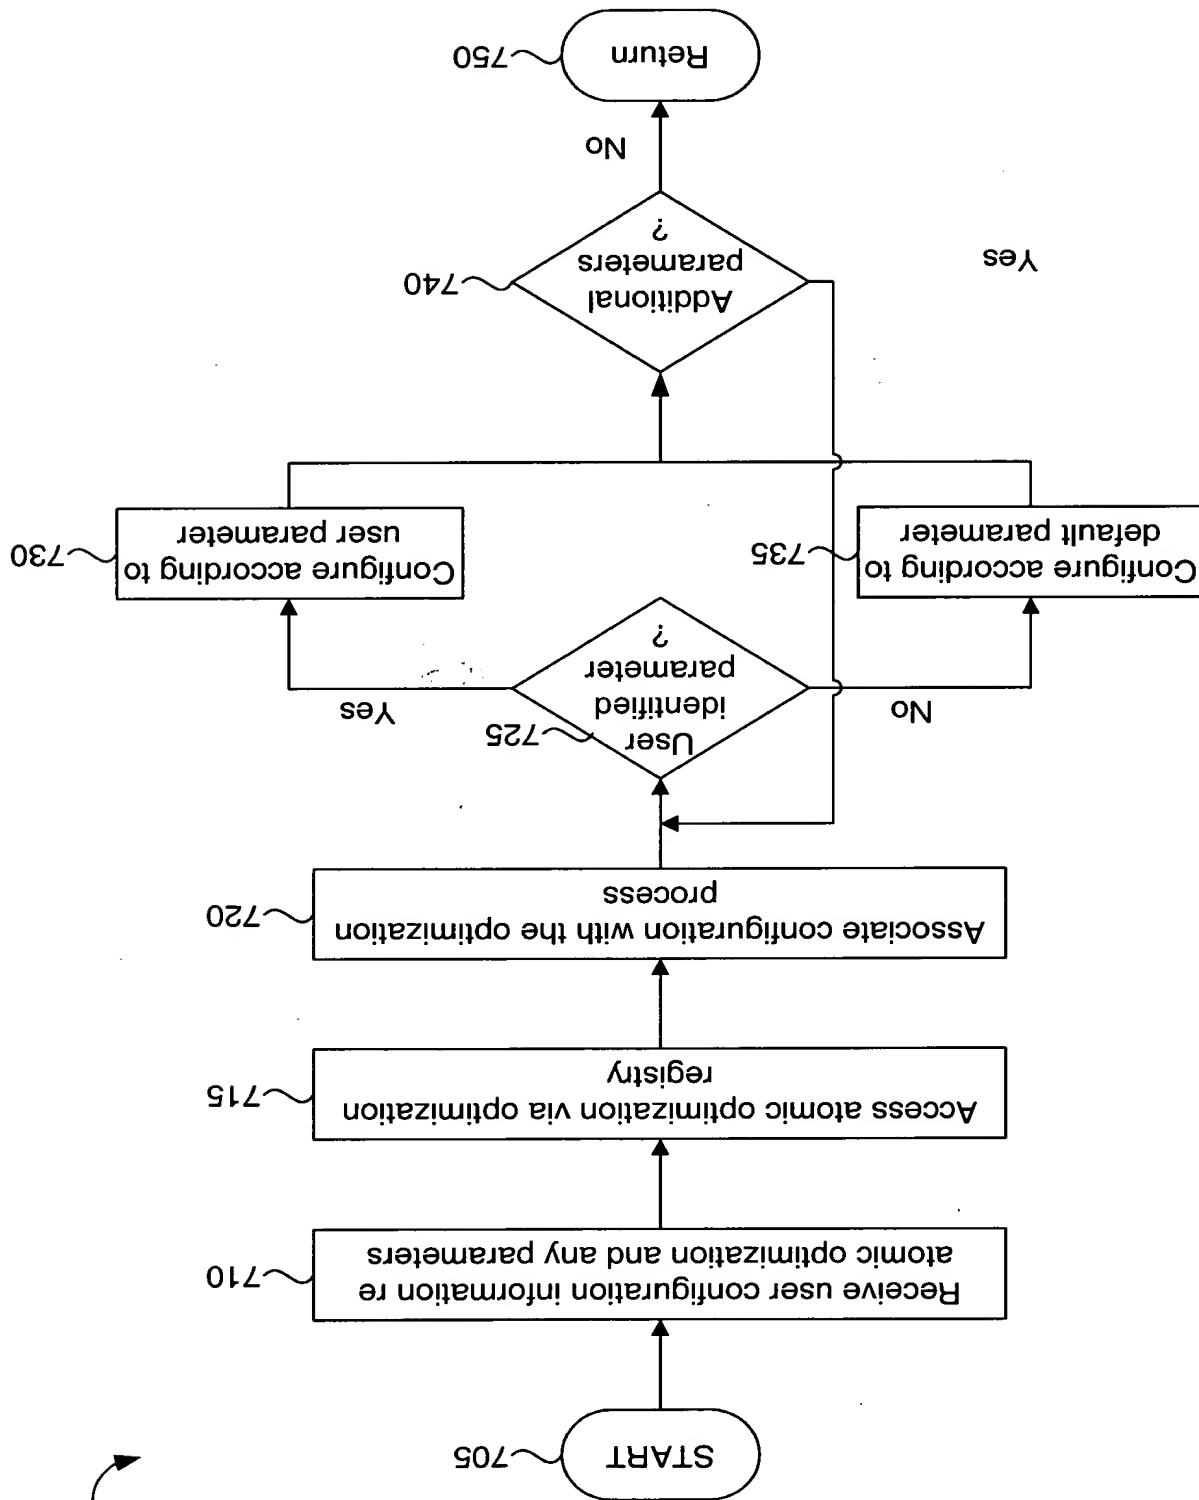 START
705
Receive user configuration information re
atomic optimization and any parameters
710
Access atomic optimization via optimization
registry
715
Associate configuration with the optimization
process
720
User
identified
parameter
?
725
No
Yes
Configure according to
default parameter
735
Configure according to
user parameter
730
Additional
parameters
?
740
Yes
No
Return
750